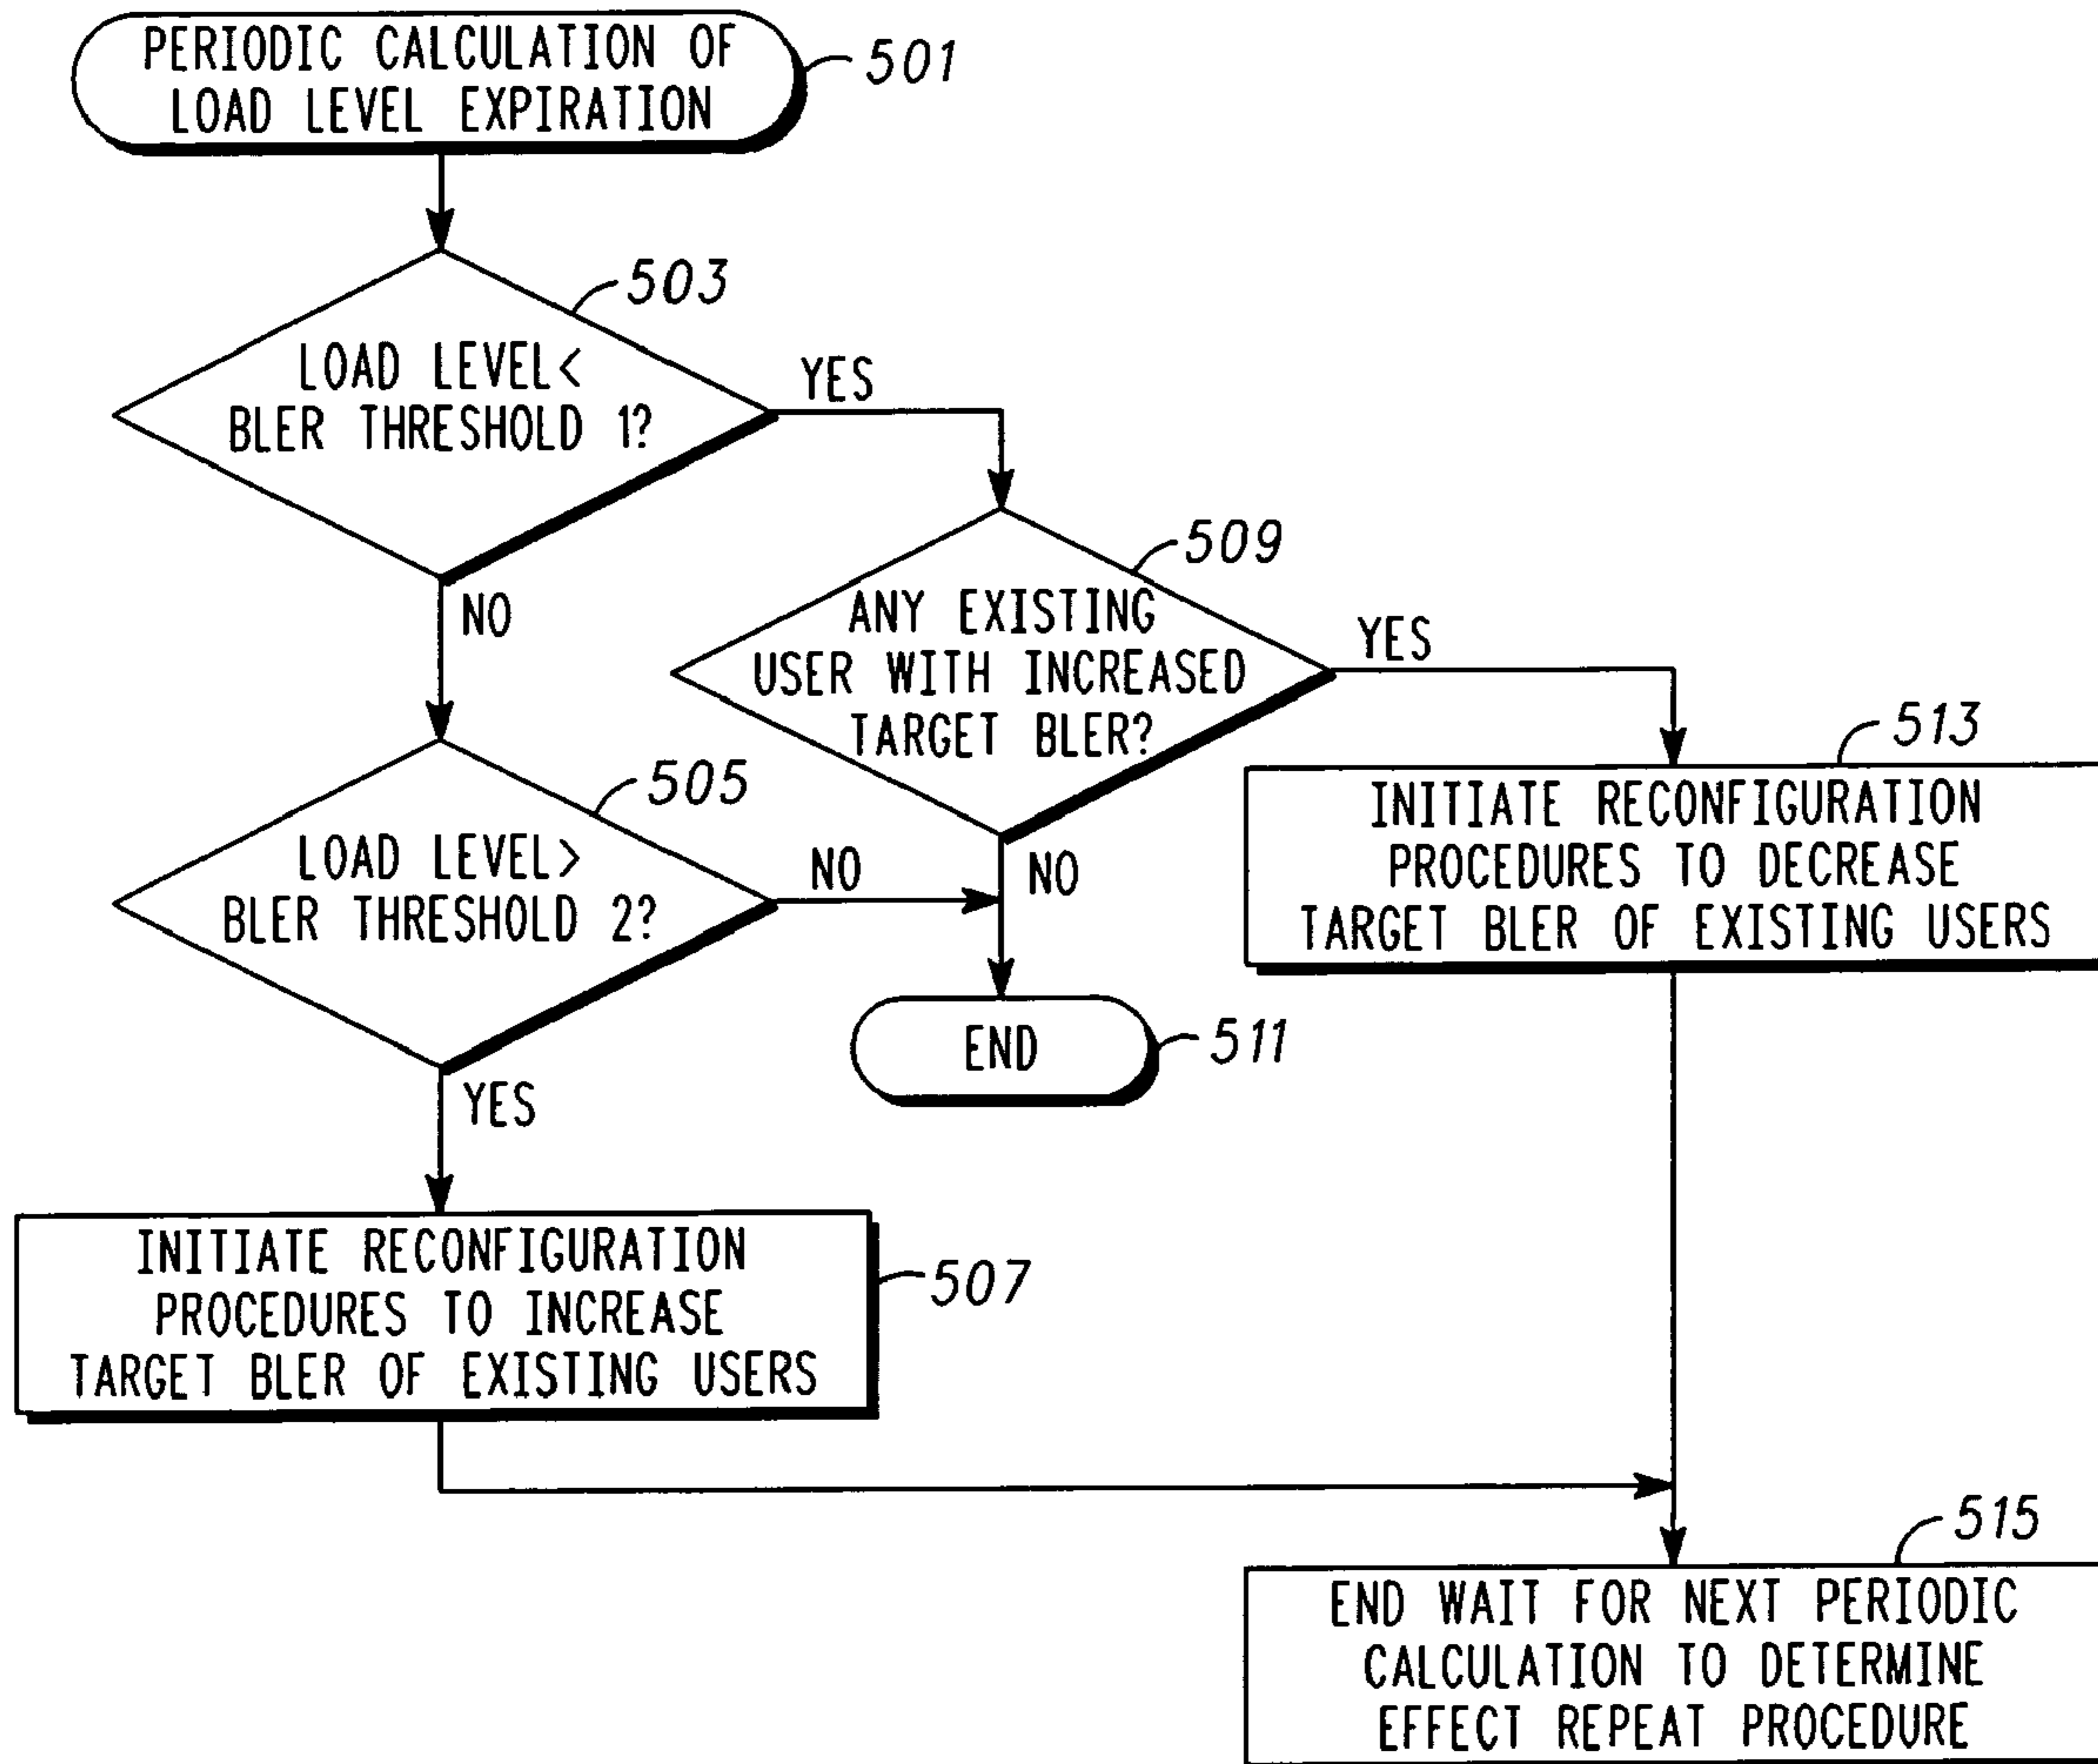 PERIODIC CALCULATION OF
LOAD LEVEL EXPIRATION
501
LOAD LEVEL<
BLER THRESHOLD 1?
503
YES
NO
ANY EXISTING
USER WITH INCREASED
TARGET BLER?
509
YES
NO
LOAD LEVEL>
BLER THRESHOLD 2?
505
NO
YES
INITIATE RECONFIGURATION
PROCEDURES TO DECREASE
TARGET BLER OF EXISTING USERS
513
END
511
INITIATE RECONFIGURATION
PROCEDURES TO INCREASE
TARGET BLER OF EXISTING USERS
507
END WAIT FOR NEXT PERIODIC
CALCULATION TO DETERMINE
EFFECT REPEAT PROCEDURE
515